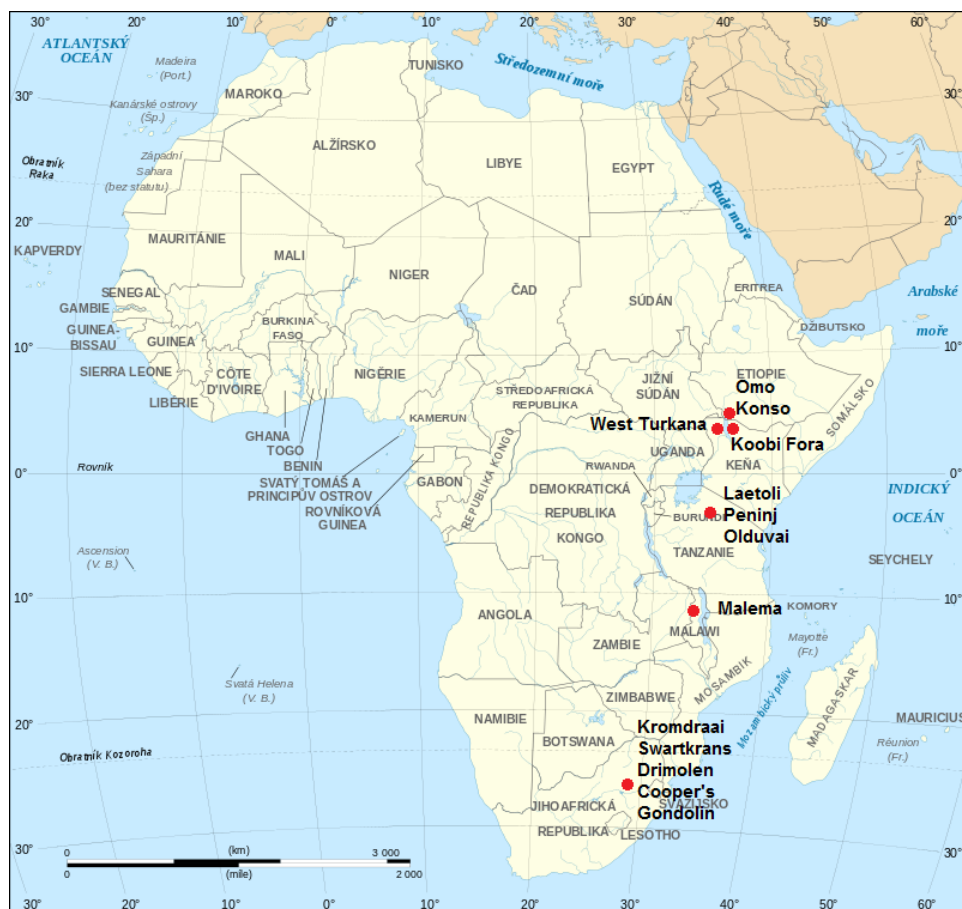 30° 20° 10° 0° 10° 20° 30° 40° 50° 60°
ATLANTSKÝ
OCEÁN
Madeira
(Port.)
TUNISKO
Středozemní moře
MAROKO
30°
30°
Kanárské ostrovy
(Šp.)
ALŽÍRSKO
LIBYE
EGYPT
Obratník
Raka
Západní
Sahara
(bez statutu)
Rudé moře
20°
20°
MAURITÁNIE
KAPVERDY
MALI
NIGER
ČAD
SÚDÁN
ERITREA
Arabské
moře
SENEGAL
GAMBIE
GUINEA-
BISSAU
BURKINA
FASO
DŽIBUTSKO
10°
10°
GUINEA
SIERRA LEONE
CÔTE
D'IVOIRE
NIGÉRIE
JIŽNÍ
SÚDÁN
ETIOPIE
STŘEDOAFRICKÁ
REPUBLIKA
SOMÁLSKO
LIBÉRIE
Omo
Konso
KAMERUN
West Turkana
Koobi Fora
GHANA
TOGO
BENIN
UGANDA
KEŇA
Rovník
0°
0°
SVATÝ TOMÁŠ A
PRINCIPŮV OSTROV
ROVNÍKOVÁ
GUINEA
GABON
REPUBLIKA KONGO
RWANDA
DEMOKRATICKÁ
REPUBLIKA
KONGO
INDICKÝ
OCEÁN
Laetoli
Peninj
Olduvai
BURUNDI
TANZANIE
SEYCHELY
Ascension
(V. B.)
10°
10°
ANGOLA
Malema
KOMORY
MALAWI
ZAMBIE
Mayotte
(Fr.)
MOSAMBIK
Svatá Helena
(V. B.)
ZIMBABWE
Mozambický průliv
MADAGASKAR
MAURICIUS
Réunion
(Fr.)
20°
20°
NAMIBIE
BOTSWANA
Kromdraai
Swartkrans
Drimolen
Cooper's
Gondolin
Obratník Kozoroha
SVAZIJSKO
JIHOAFRICKÁ
REPUBLIKA
LESOTHO
30°
30°
0 (km) 3 000
0 (míle) 2 000
30° 20° 10° 0° 10° 20° 30° 40° 50° 60°